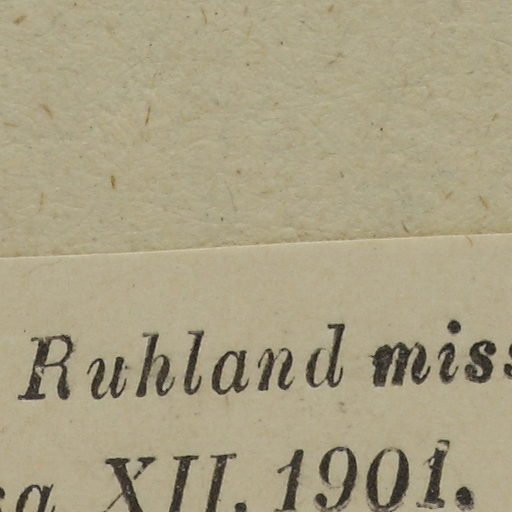 Ruhland miss
XII. 1901.